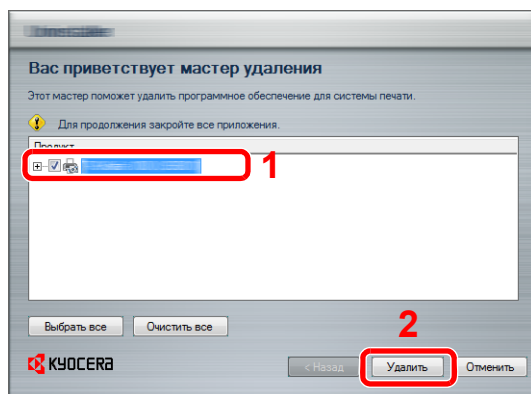 Вас приветствует мастер удаления
Этот мастер поможет удалить программное обеспечение для системы печати.
Для продолжения закройте все приложения.
Продукт
1
Выбрать все Очистить все
2
KYOCERA
< Назад Удалить Отменить